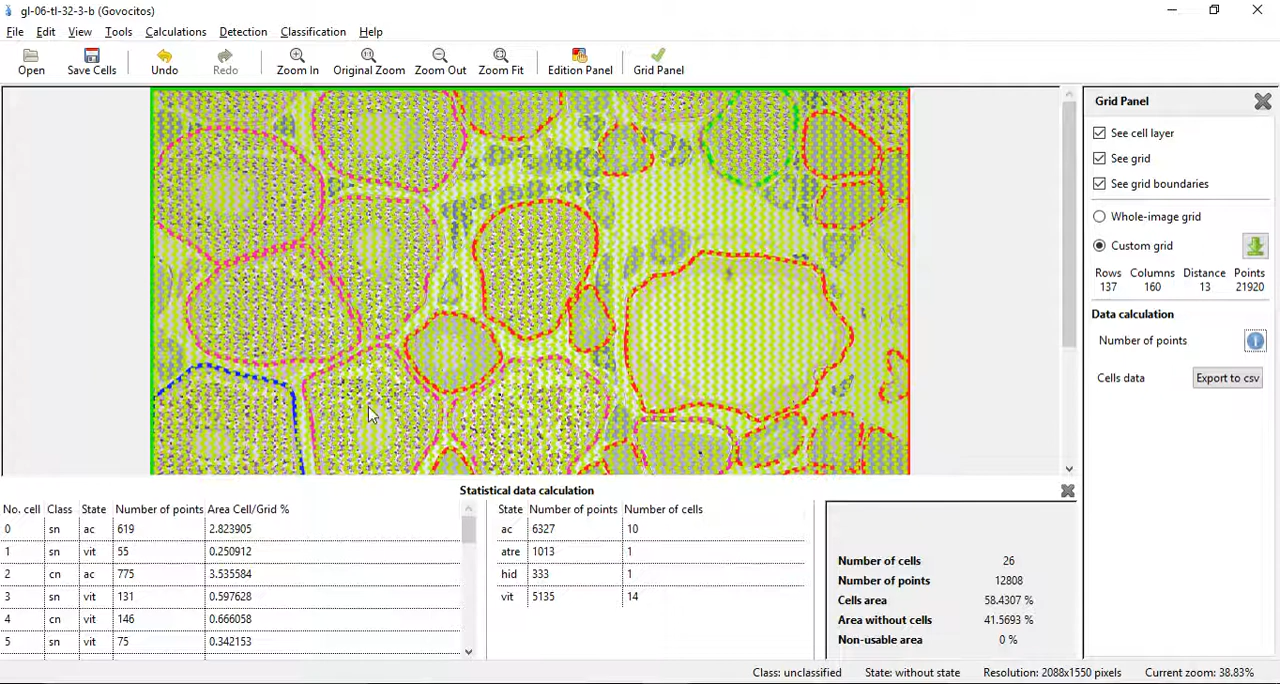 gl-06-tl-32-3-b (Govocitos)
File Edit View Tools Calculations Detection Classification Help
Open Save Cells Undo Redo Zoom In Original Zoom Zoom Out Zoom Fit Edition Panel Grid Panel
Grid Panel
See cell layer
See grid
See grid boundaries
Whole-image grid
Custom grid
Rows Columns Distance Points
137 160 13 21920
Data calculation
Number of points
Cells data Export to csv
Statistical data calculation
No. cell Class State Number of points Area Cell/Grid %
0 sn ac 619 2.823905
1 sn vit 55 0.250912
2 cn ac 775 3.535584
3 sn vit 131 0.597628
4 cn vit 146 0.666058
5 sn vit 75 0.342153
State Number of points Number of cells
ac 6327 10
atre 1013 1
hid 333 1
vit 5135 14
Number of cells 26
Number of points 12808
Cells area 58.4307 %
Area without cells 41.5693 %
Non-usable area 0 %
Class: unclassified State: without state Resolution: 2088x1550 pixels Current zoom: 38.83%